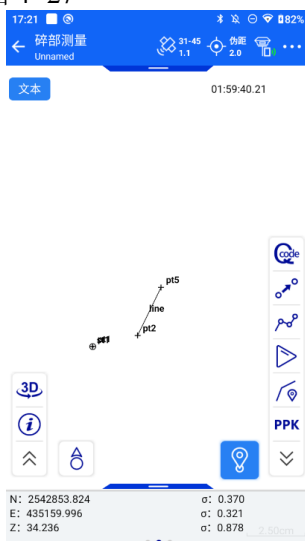 17:21 82%
碎部测量 31-45 伪距
Unnamed 1.1 2.0
文本 01:59:40.21
code
pt5
line
pt2
3D
PPK
N: 2542853.824 σ: 0.370
E: 435159.996 σ: 0.321
Z: 34.236 σ: 0.878
2.50cm